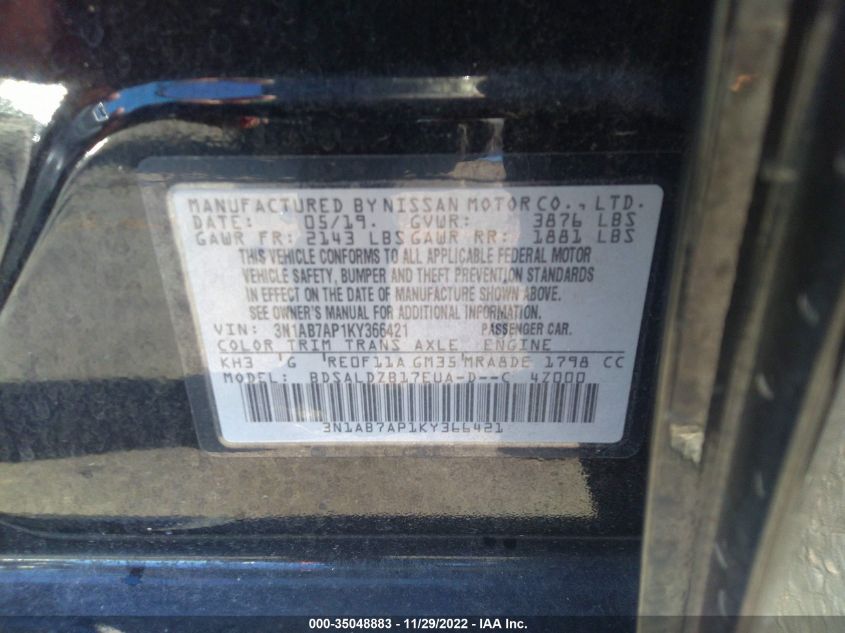 MANUFACTURED BY NISSAN MOTOR CO., LTD.
DATE: 05/19. GVWR: 3876 LBS
GAWR FR: 2143 LBS GAWR RR: 1881 LBS
THIS VEHICLE CONFORMS TO ALL APPLICABLE FEDERAL MOTOR
VEHICLE SAFETY, BUMPER AND THEFT PREVENTION STANDARDS
IN EFFECT ON THE DATE OF MANUFACTURE SHOWN ABOVE.
SEE OWNER'S MANUAL FOR ADDITIONAL INFORMATION.
VIN: 3N1AB7AP1KY366421 PASSENGER CAR.
COLOR TRIM TRANS AXLE ENGINE
KH3 G RE0F11A GM35 MRA8DE 1798 CC
MODEL: BDSALDZB17EUA-D--C 4Z000
3N1AB7AP1KY366421
000-35048883 - 11/29/2022 - IAA Inc.